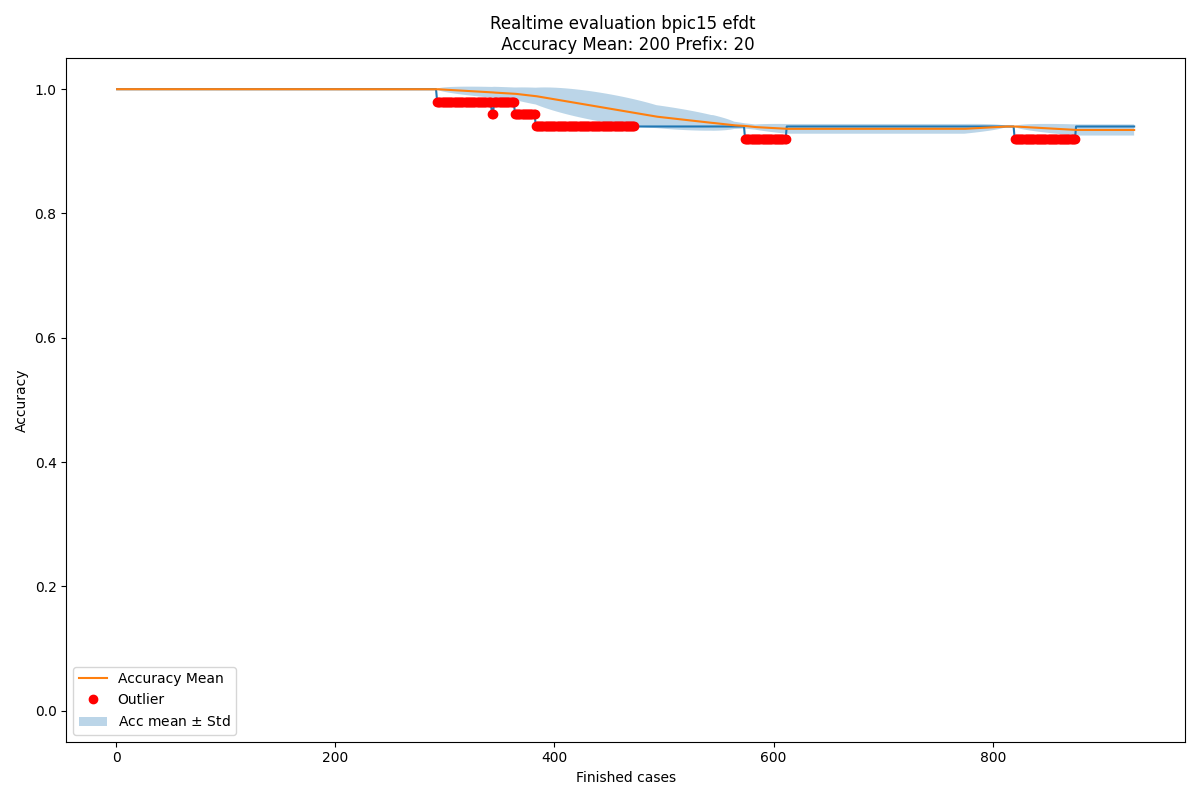 Realtime evaluation bpic15 efdt
Accuracy Mean: 200 Prefix: 20
Accuracy
1.0
0.8
0.6
0.4
0.2
0.0
Accuracy Mean
Outlier
Acc mean ± Std
0 200 400 600 800
Finished cases